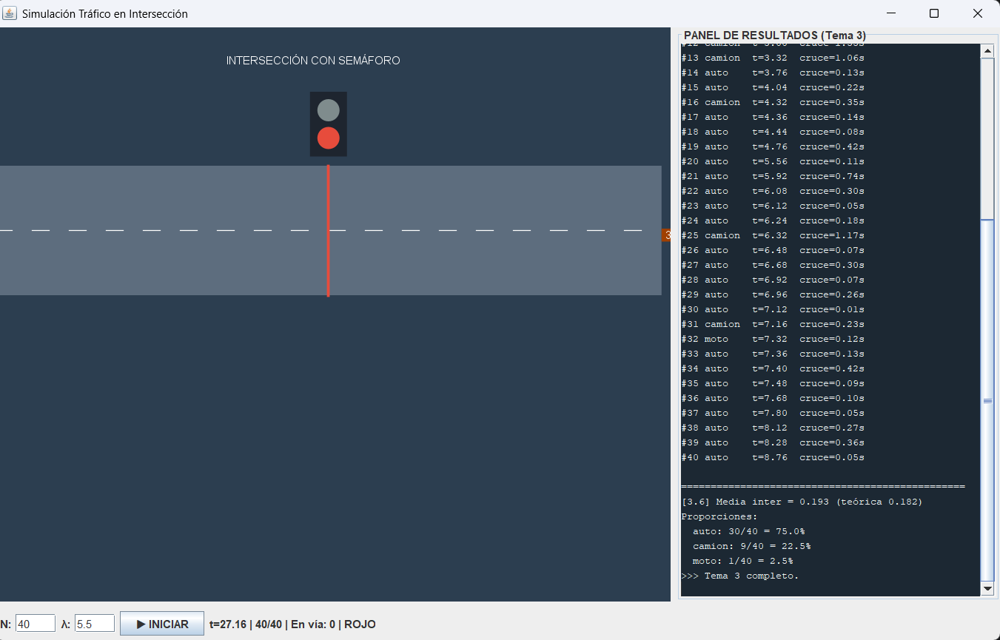 Simulación Tráfico en Intersección
INTERSECCIÓN CON SEMÁFORO
3
PANEL DE RESULTADOS (Tema 3)
#13 camion t=3.32 cruce=1.06s
#14 auto t=3.76 cruce=0.13s
#15 auto t=4.04 cruce=0.22s
#16 camion t=4.32 cruce=0.35s
#17 auto t=4.36 cruce=0.14s
#18 auto t=4.44 cruce=0.08s
#19 auto t=4.76 cruce=0.42s
#20 auto t=5.56 cruce=0.11s
#21 auto t=5.92 cruce=0.74s
#22 auto t=6.08 cruce=0.30s
#23 auto t=6.12 cruce=0.05s
#24 auto t=6.24 cruce=0.18s
#25 camion t=6.32 cruce=1.17s
#26 auto t=6.48 cruce=0.07s
#27 auto t=6.68 cruce=0.30s
#28 auto t=6.92 cruce=0.07s
#29 auto t=6.96 cruce=0.26s
#30 auto t=7.12 cruce=0.01s
#31 camion t=7.16 cruce=0.23s
#32 moto t=7.32 cruce=0.12s
#33 auto t=7.36 cruce=0.13s
#34 auto t=7.40 cruce=0.42s
#35 auto t=7.48 cruce=0.09s
#36 auto t=7.68 cruce=0.10s
#37 auto t=7.80 cruce=0.05s
#38 auto t=8.12 cruce=0.27s
#39 auto t=8.28 cruce=0.36s
#40 auto t=8.76 cruce=0.05s
================================================
[3.6] Media inter = 0.193 (teórica 0.182)
Proporciones:
auto: 30/40 = 75.0%
camion: 9/40 = 22.5%
moto: 1/40 = 2.5%
>>> Tema 3 completo.
N: 40 λ: 5.5 ▶ INICIAR t=27.16 | 40/40 | En vía: 0 | ROJO